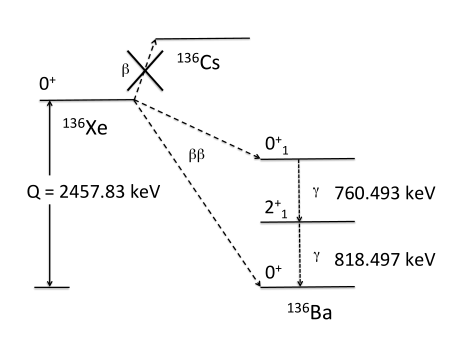 ¹³⁶Cs
β
0⁺
¹³⁶Xe
0⁺₁
ββ
γ 760.493 keV
Q = 2457.83 keV
2⁺₁
γ 818.497 keV
0⁺
¹³⁶Ba